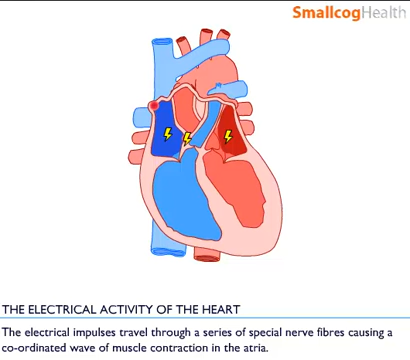 SmallcogHealth
THE ELECTRICAL ACTIVITY OF THE HEART
The electrical impulses travel through a series of special nerve fibres causing a
co-ordinated wave of muscle contraction in the atria.